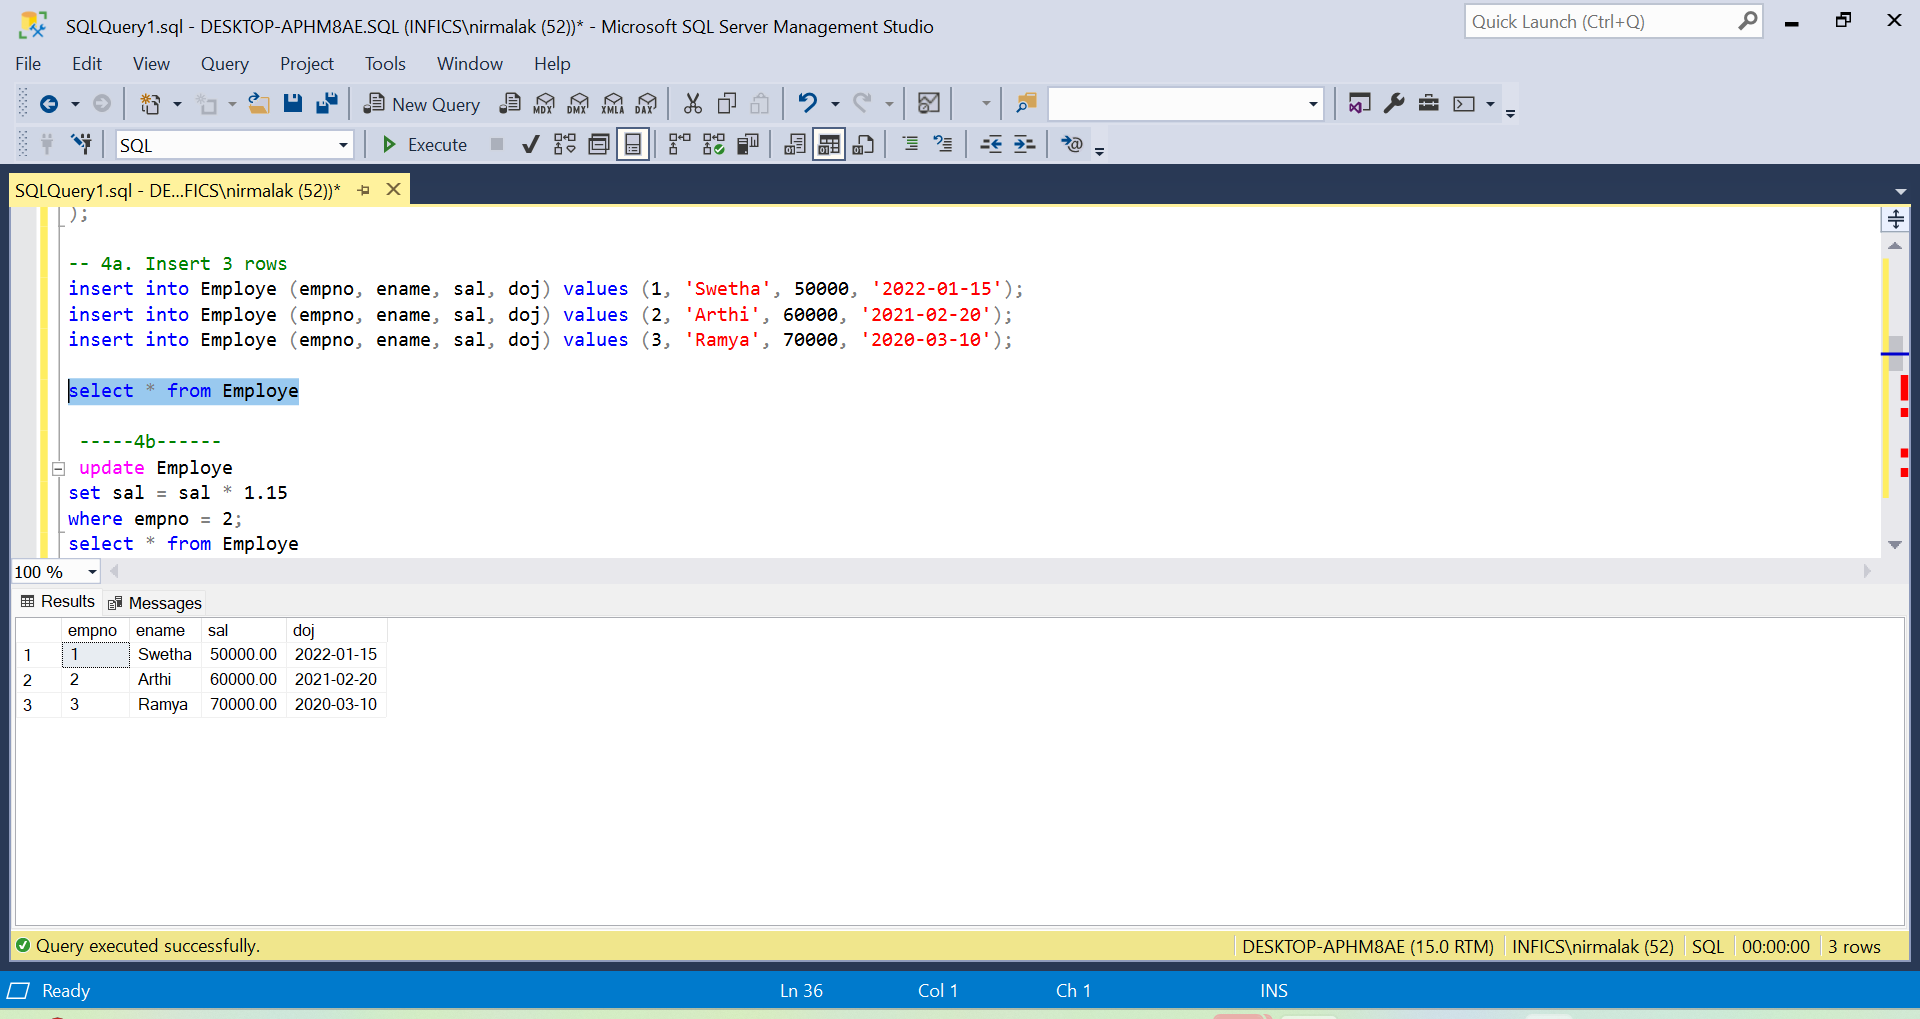 SQLQuery1.sql - DESKTOP-APHM8AE.SQL (INFICS\nirmalak (52))* - Microsoft SQL Server Management Studio
Quick Launch (Ctrl+Q)
File Edit View Query Project Tools Window Help
New Query MDX DMX XMLA DAX
SQL Execute
SQLQuery1.sql - DE...FICS\nirmalak (52))*
);
-- 4a. Insert 3 rows
insert into Employe (empno, ename, sal, doj) values (1, 'Swetha', 50000, '2022-01-15');
insert into Employe (empno, ename, sal, doj) values (2, 'Arthi', 60000, '2021-02-20');
insert into Employe (empno, ename, sal, doj) values (3, 'Ramya', 70000, '2020-03-10');
select * from Employe
-----4b------
update Employe
set sal = sal * 1.15
where empno = 2;
select * from Employe
100 %
Results Messages
empno ename sal doj
1 1 Swetha 50000.00 2022-01-15
2 2 Arthi 60000.00 2021-02-20
3 3 Ramya 70000.00 2020-03-10
Query executed successfully. DESKTOP-APHM8AE (15.0 RTM) INFICS\nirmalak (52) SQL 00:00:00 3 rows
Ready Ln 36 Col 1 Ch 1 INS